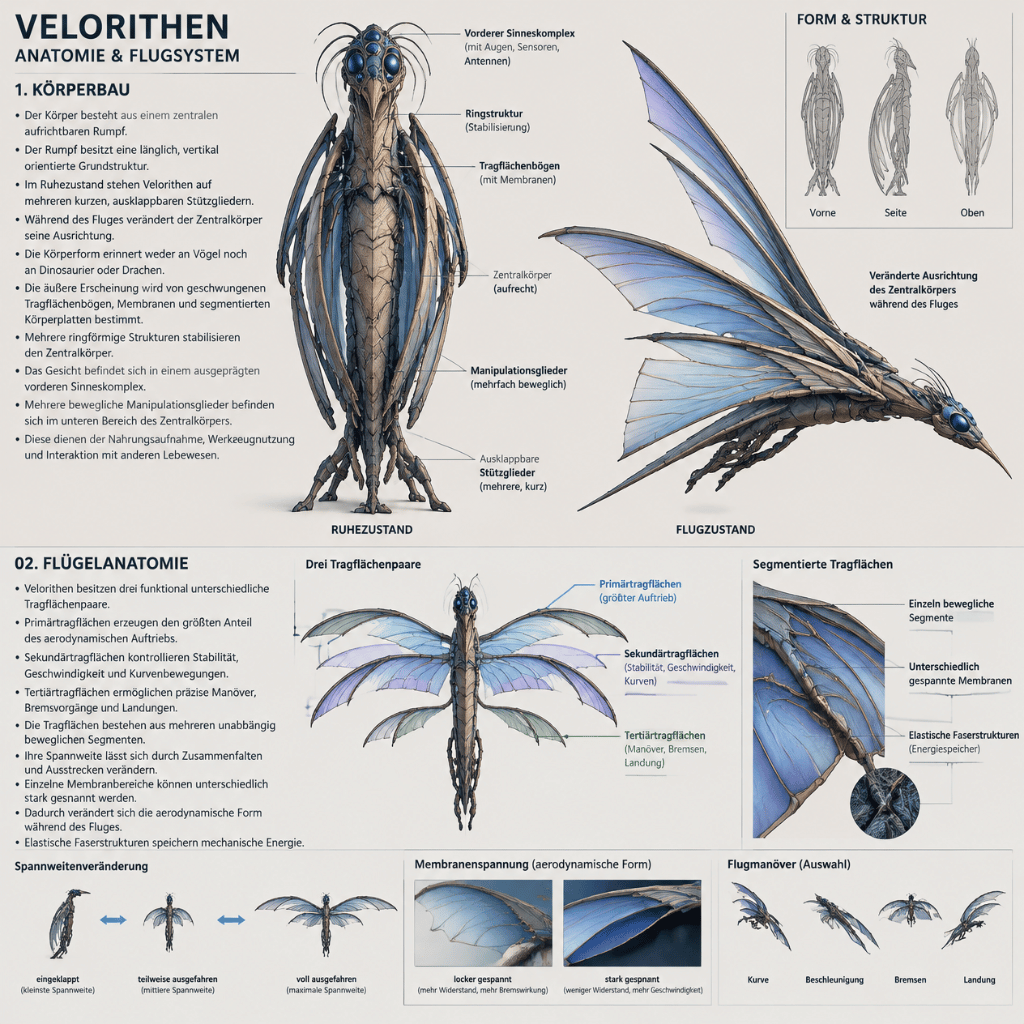 VELORITHEN
ANATOMIE & FLUGSYSTEM
1. KÖRPERBAU
• Der Körper besteht aus einem zentralen
aufrichtbaren Rumpf.
• Der Rumpf besitzt eine länglich, vertikal
orientierte Grundstruktur.
• Im Ruhezustand stehen Velorithen auf
mehreren kurzen, ausklappbaren Stützgliedern.
• Während des Fluges verändert der Zentralkörper
seine Ausrichtung.
• Die Körperform erinnert weder an Vögel noch
an Dinosaurier oder Drachen.
• Die äußere Erscheinung wird von geschwungenen
Tragflächenbögen, Membranen und segmentierten
Körperplatten bestimmt.
• Mehrere ringförmige Strukturen stabilisieren
den Zentralkörper.
• Das Gesicht befindet sich in einem ausgeprägten
vorderen Sinneskomplex.
• Mehrere bewegliche Manipulationsglieder befinden
sich im unteren Bereich des Zentralkörpers.
• Diese dienen der Nahrungsaufnahme, Werkeugnutzung
und Interaktion mit anderen Lebewesen.
Vorderer Sinneskomplex
(mit Augen, Sensoren,
Antennen)
Ringstruktur
(Stabilisierung)
Tragflächenbögen
(mit Membranen)
Zentralkörper
(aufrecht)
Manipulationsglieder
(mehrfach beweglich)
Ausklappbare
Stützglieder
(mehrere, kurz)
RUHEZUSTAND
FORM & STRUKTUR
Vorne
Seite
Oben
Veränderte Ausrichtung
des Zentralkörpers
während des Fluges
FLUGZUSTAND
02. FLÜGELANATOMIE
• Velorithen besitzen drei funktional unterschiedliche
Tragflächenpaare.
• Primärtragflächen erzeugen den größten Anteil
des aerodynamischen Auftriebs.
• Sekundärtragflächen kontrollieren Stabilität,
Geschwindigkeit und Kurvenbewegungen.
• Tertiärtragflächen ermöglichen präzise Manöver,
Bremsvorgänge und Landungen.
• Die Tragflächen bestehen aus mehreren unabhängig
beweglichen Segmenten.
• Ihre Spannweite lässt sich durch Zusammenfalten
und Ausstrecken verändern.
• Einzelne Membranbereiche können unterschiedlich
stark gesnannt werden.
• Dadurch verändert sich die aerodynamische Form
während des Fluges.
• Elastische Faserstrukturen speichern mechanische Energie.
Drei Tragflächenpaare
Primärtragflächen
(größter Auftrieb)
Sekundärtragflächen
(Stabilität, Geschwindigkeit,
Kurven)
Tertiärtragflächen
(Manöver, Bremsen,
Landung)
Segmentierte Tragflächen
Einzeln bewegliche
Segmente
Unterschiedlich
gespannte Membranen
Elastische Faserstrukturen
(Energiespeicher)
Spannweitenveränderung
eingeklappt
(kleinste Spannweite)
teilweise ausgefahren
(mittlere Spannweite)
voll ausgefahren
(maximale Spannweite)
Membranenspannung (aerodynamische Form)
locker gespannt
(mehr Widerstand, mehr Bremswirkung)
stark gespnant
(weniger Widerstand, mehr Geschwindigkeit)
Flugmanöver (Auswahl)
Kurve
Beschleunigung
Bremsen
Landung